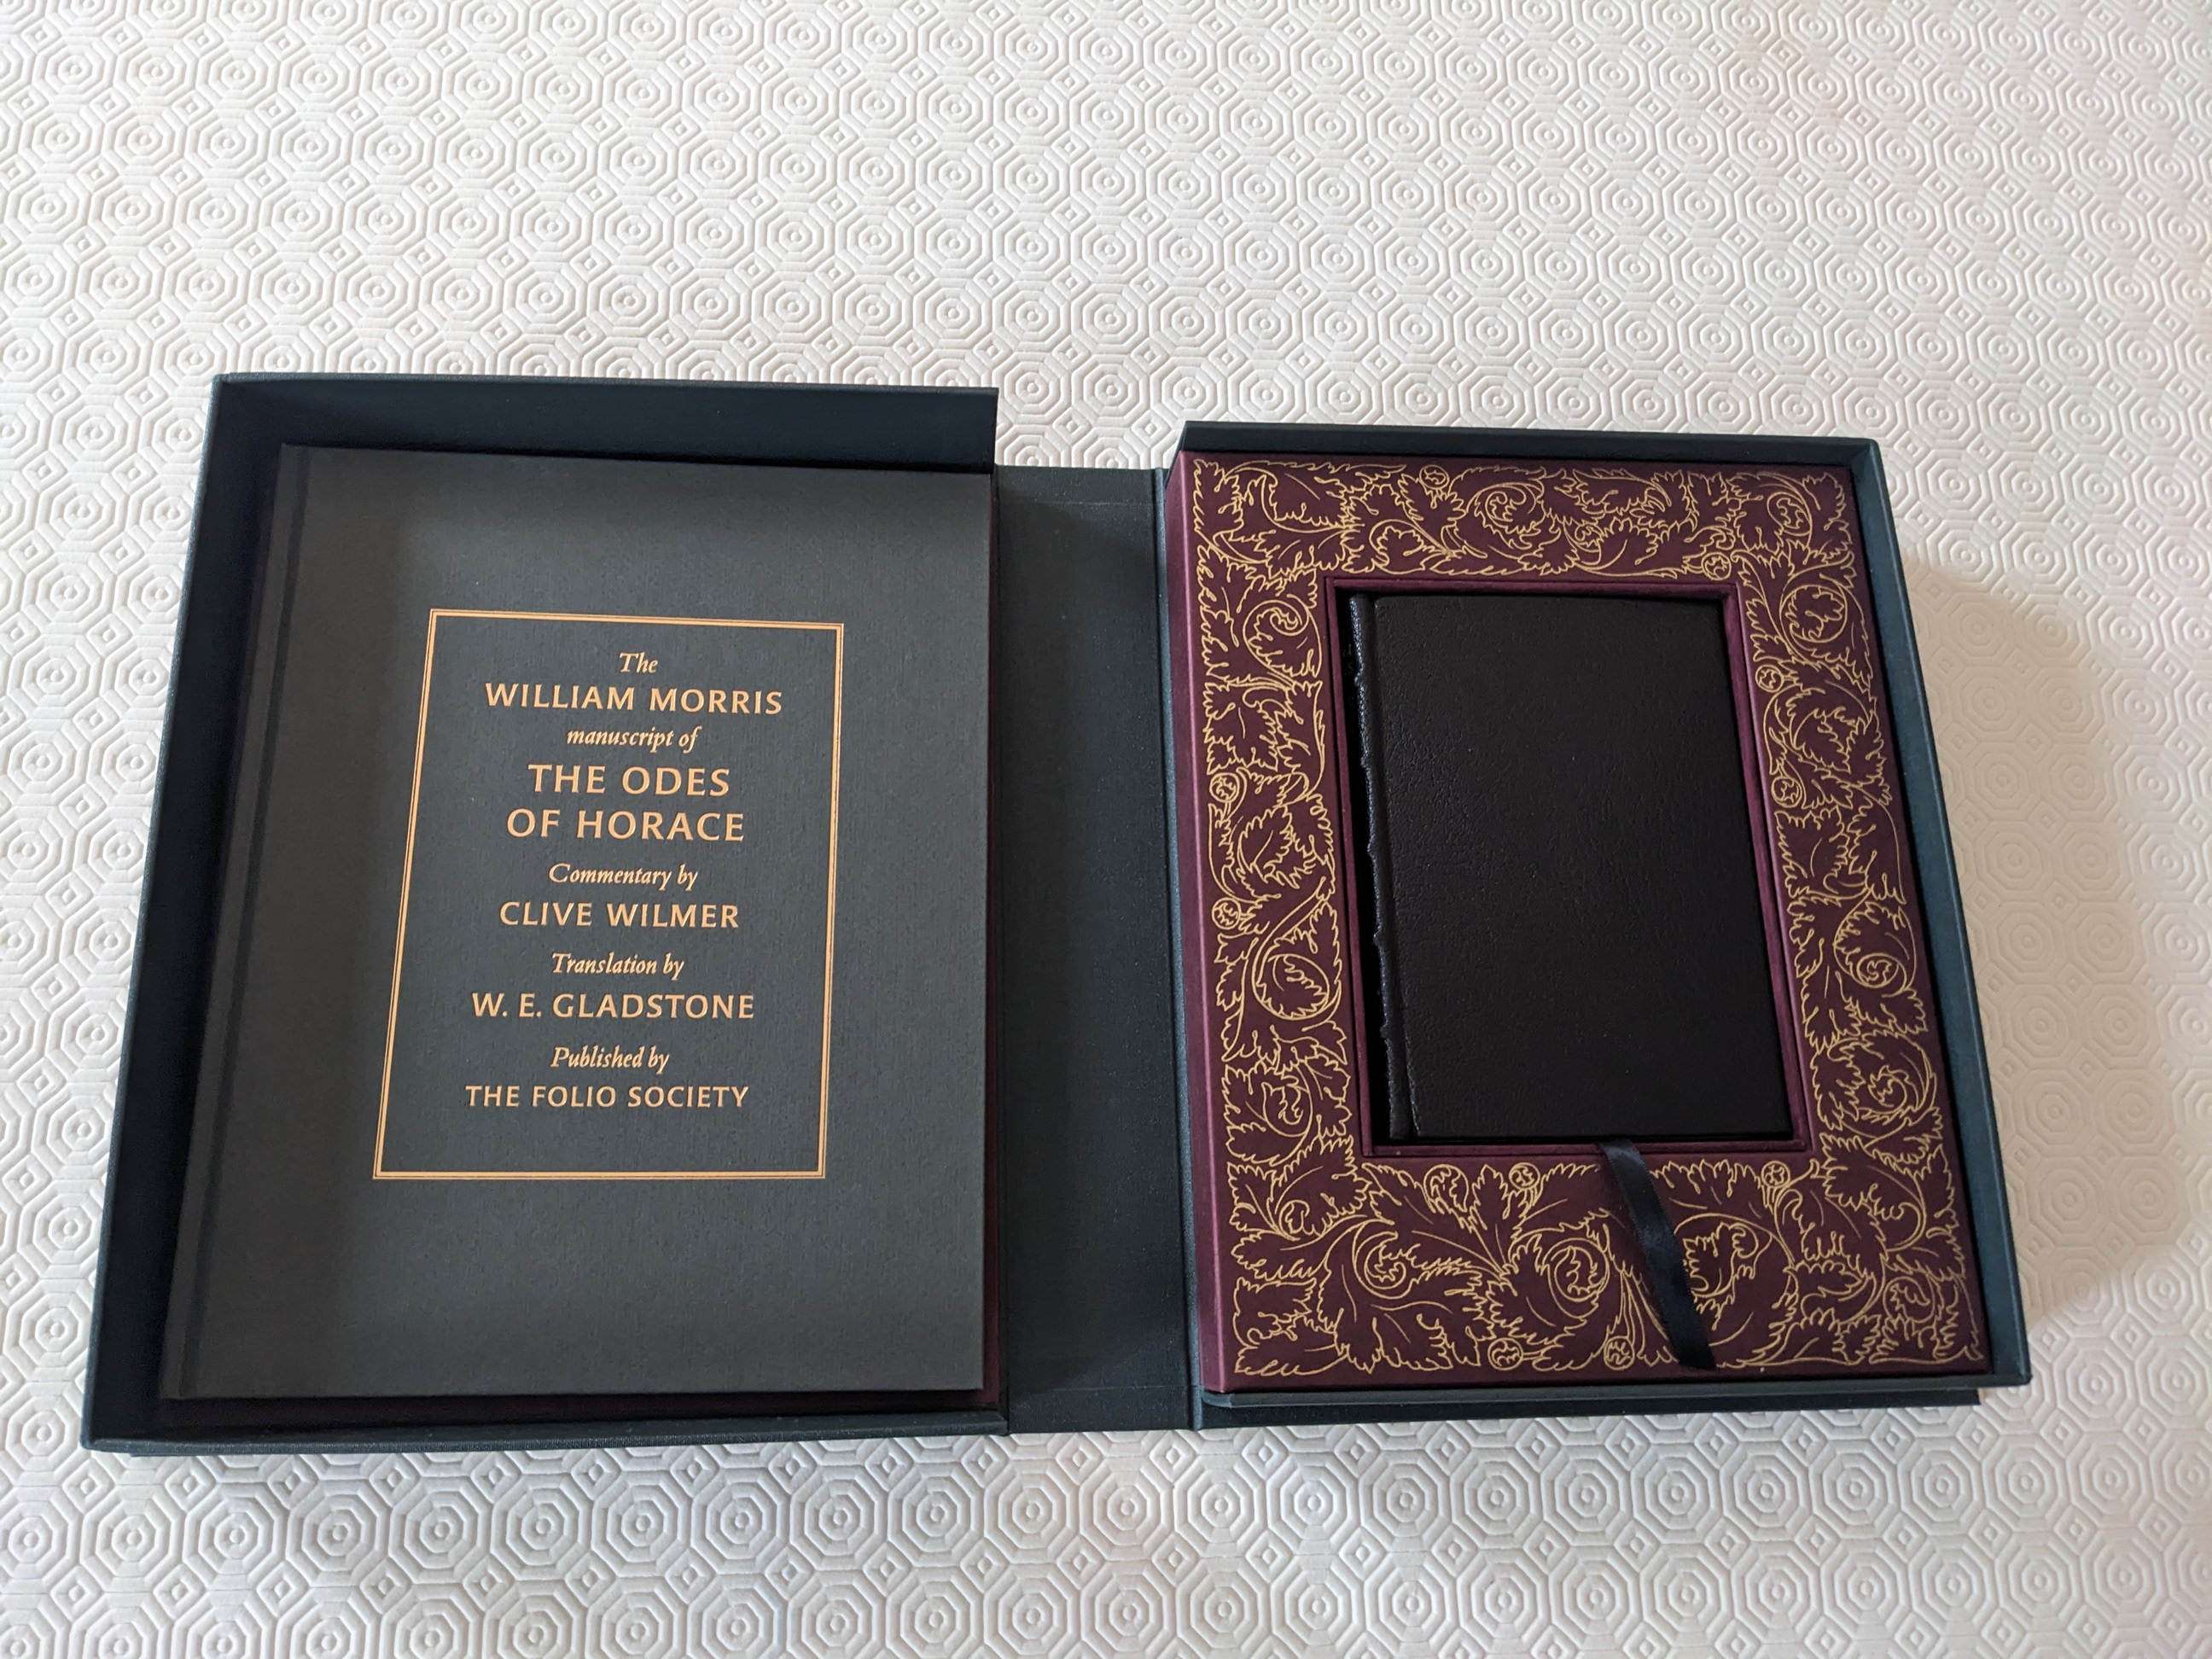 The
WILLIAM MORRIS
manuscript of
THE ODES
OF HORACE
Commentary by
CLIVE WILMER
Translation by
W. E. GLADSTONE
Published by
THE FOLIO SOCIETY